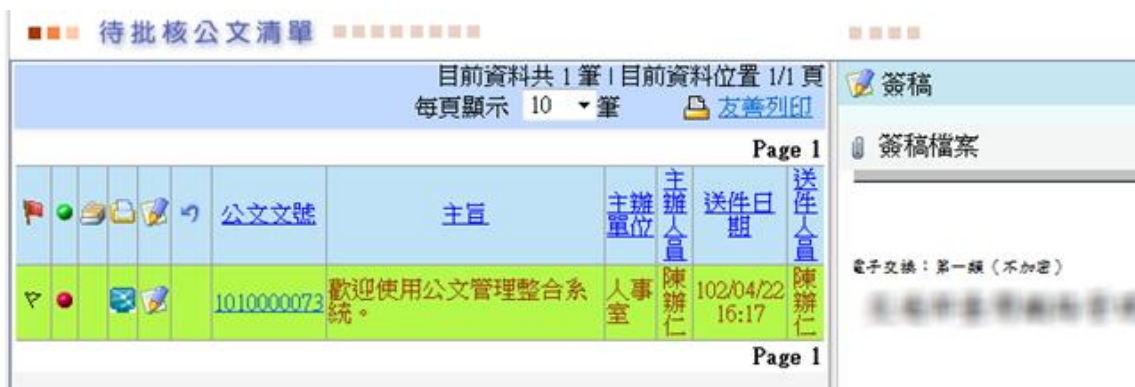 待批核公文清單
目前資料共 1 筆 | 目前資料位置 1/1 頁
每頁顯示 10 筆 友善列印
Page 1
公文文號 主旨 主辦單位 主辦人員 送件日期 送件人員
1010000073 歡迎使用公文管理整合系統。 人事室 陳辦仁 102/04/22 16:17 陳辦仁
Page 1
簽稿
簽稿檔案
電子交換：第一類（不加密）